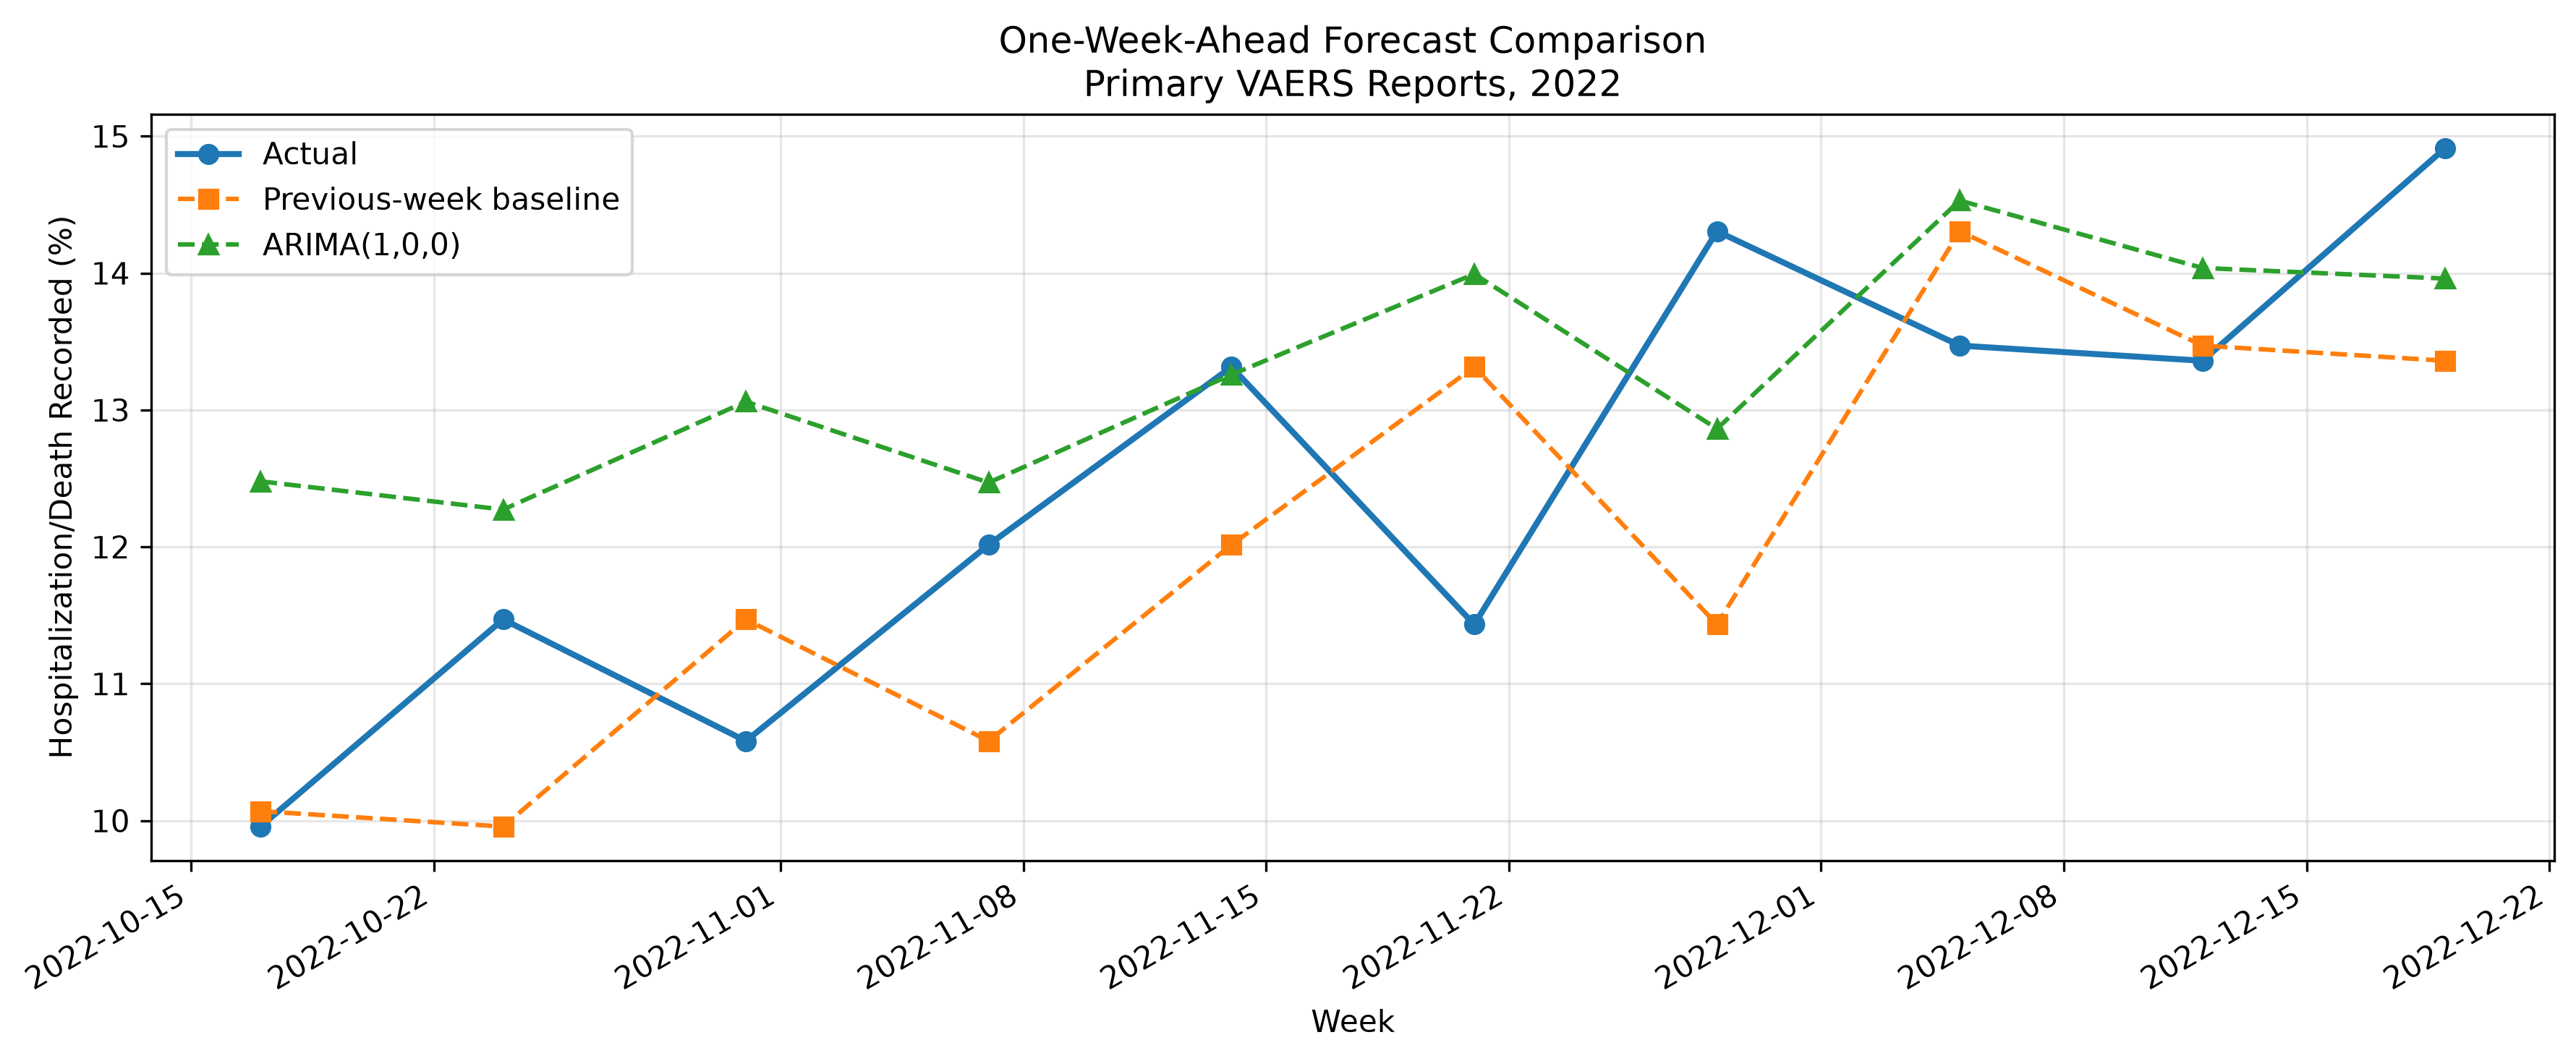 One-Week-Ahead Forecast Comparison
Primary VAERS Reports, 2022
Actual
Previous-week baseline
ARIMA(1,0,0)
Hospitalization/Death Recorded (%)
15
14
13
12
11
10
2022-10-15
2022-10-22
2022-11-01
2022-11-08
2022-11-15
2022-11-22
2022-12-01
2022-12-08
2022-12-15
2022-12-22
Week